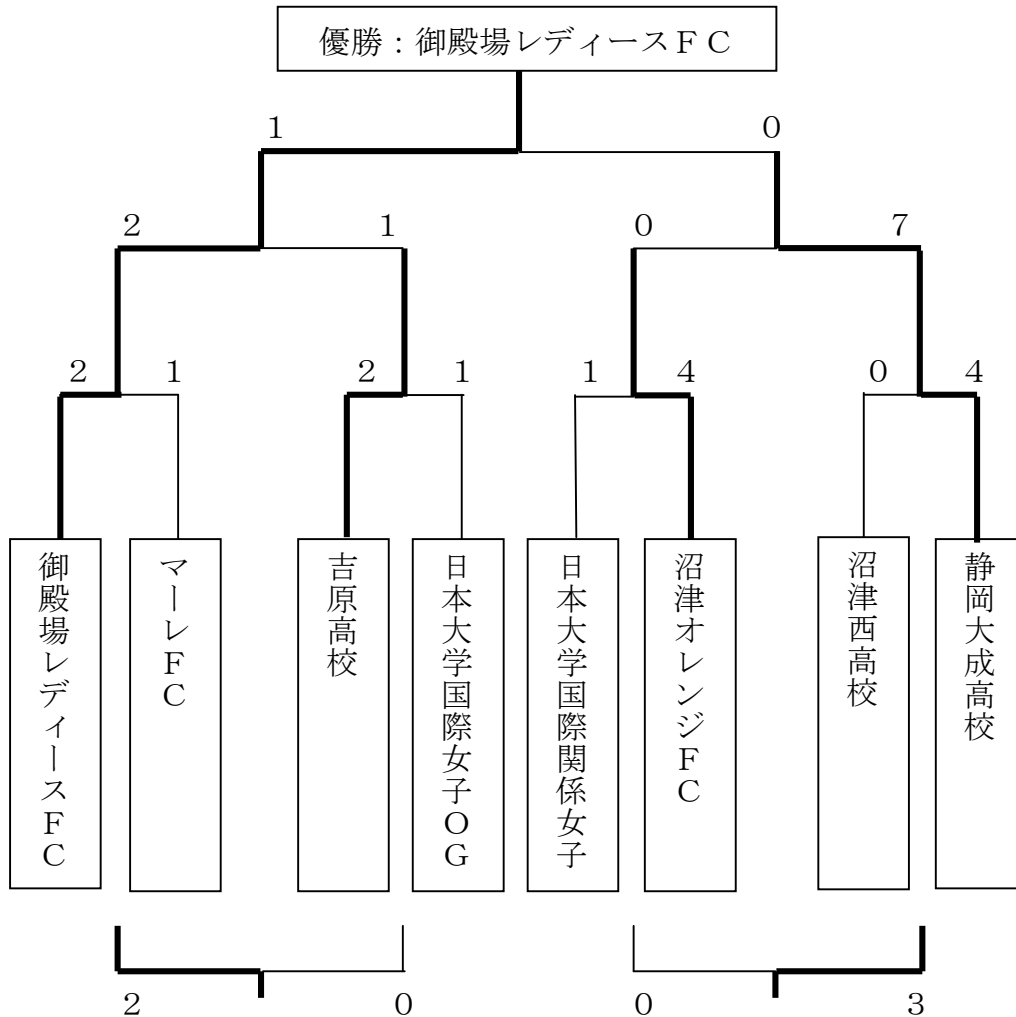 優勝：御殿場レディースＦＣ
１　０
２　１　０　７
２　１　２　１　１　４　０　４
御殿場レディースＦＣ
マーレＦＣ
吉原高校
日本大学国際女子ＯＧ
日本大学国際関係女子
沼津オレンジＦＣ
沼津西高校
静岡大成高校
２　０　０　３